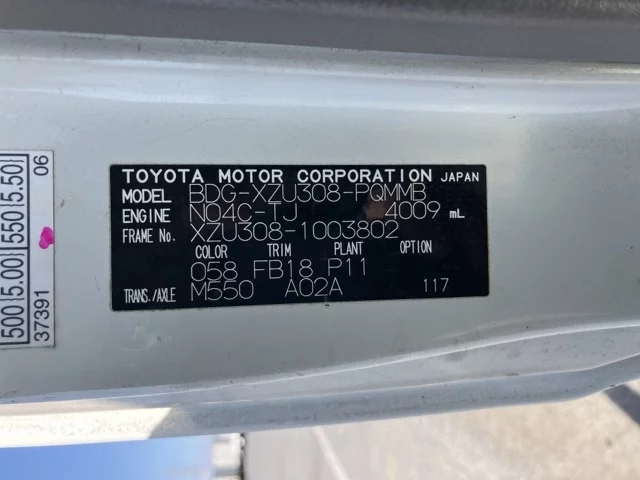 TOYOTA MOTOR CORPORATION JAPAN
MODEL BDG-XZU308-PQMMB
ENGINE N04C-TJ 4009 mL
FRAME No. XZU308-1003802
COLOR TRIM PLANT OPTION
058 FB18 P11
TRANS./AXLE M550 A02A 117
500 5.00 550 5.50
37391 06